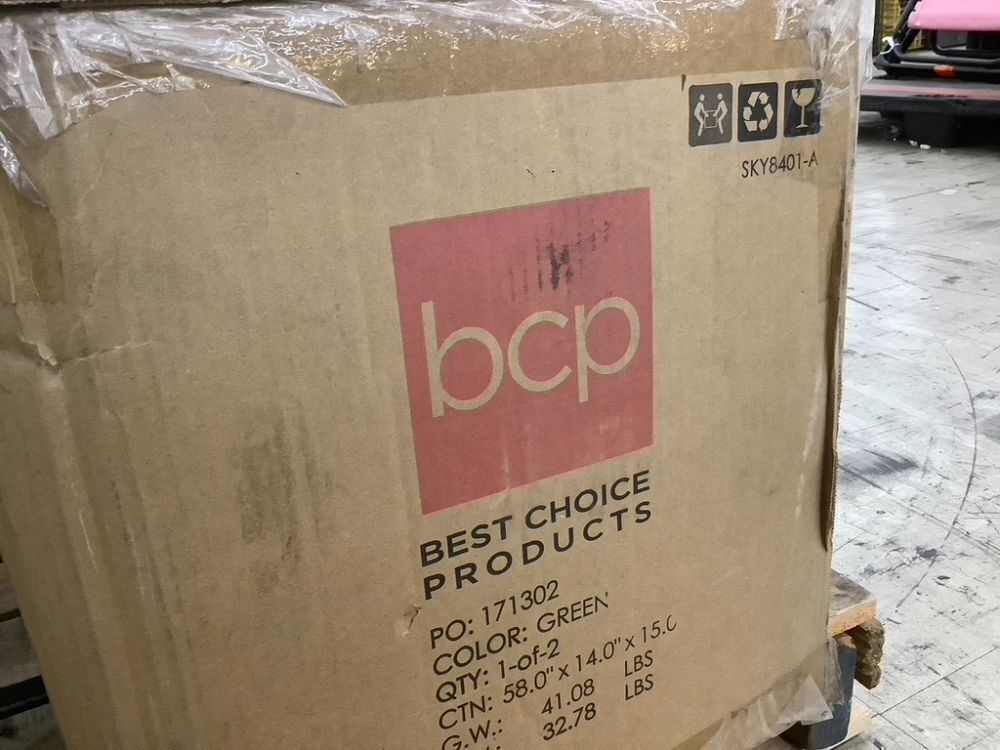 SKY8401-A
bcp
BEST CHOICE
PRODUCTS
PO: 171302
COLOR: GREEN
QTY: 1-of-2
CTN: 58.0" x 14.0" x 15.0
G.W.: 41.08 LBS
32.78 LBS